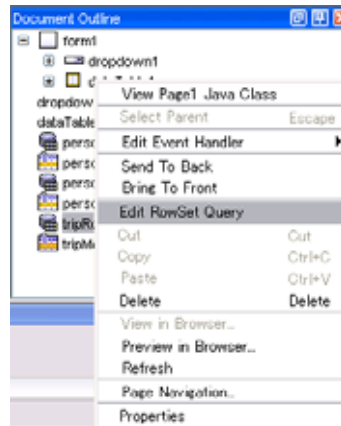 Document Outline
form1
dropdown1
dropdow
dataTable
perso
perso
perso
perso
tripRo
tripMe
View Page1 Java Class
Select Parent Escape
Edit Event Handler
Send To Back
Bring To Front
Edit RowSet Query
Cut Cut
Copy Ctrl+C
Paste Ctrl+V
Delete Delete
View in Browser...
Preview in Browser...
Refresh
Page Navigation...
Properties